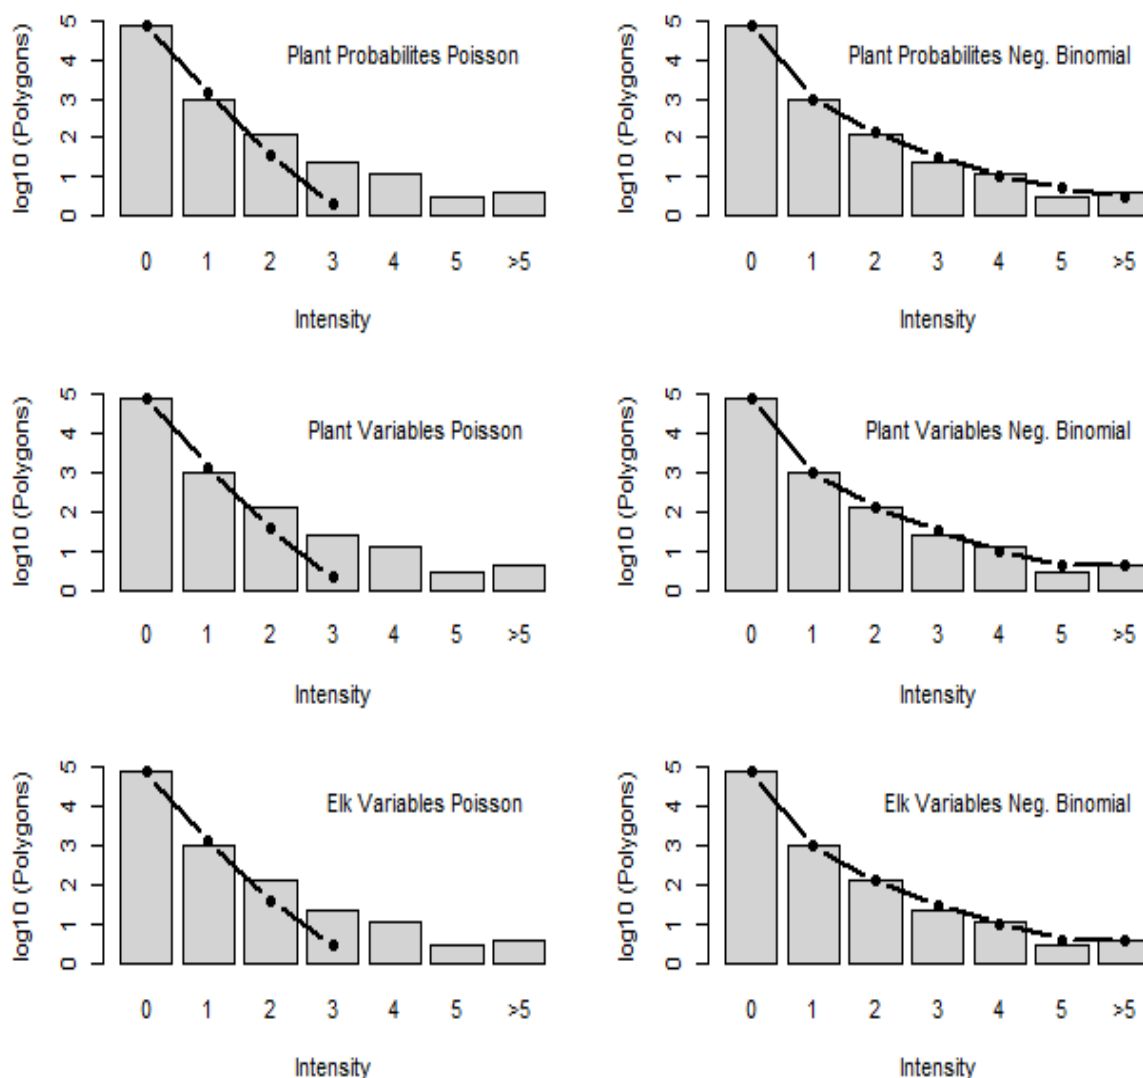 Plant Probabilites Poisson
log10 (Polygons)
5
4
3
2
1
0
0 1 2 3 4 5 >5
Intensity
Plant Probabilites Neg. Binomial
log10 (Polygons)
5
4
3
2
1
0
0 1 2 3 4 5 >5
Intensity
Plant Variables Poisson
log10 (Polygons)
5
4
3
2
1
0
0 1 2 3 4 5 >5
Intensity
Plant Variables Neg. Binomial
log10 (Polygons)
5
4
3
2
1
0
0 1 2 3 4 5 >5
Intensity
Elk Variables Poisson
log10 (Polygons)
5
4
3
2
1
0
0 1 2 3 4 5 >5
Intensity
Elk Variables Neg. Binomial
log10 (Polygons)
5
4
3
2
1
0
0 1 2 3 4 5 >5
Intensity